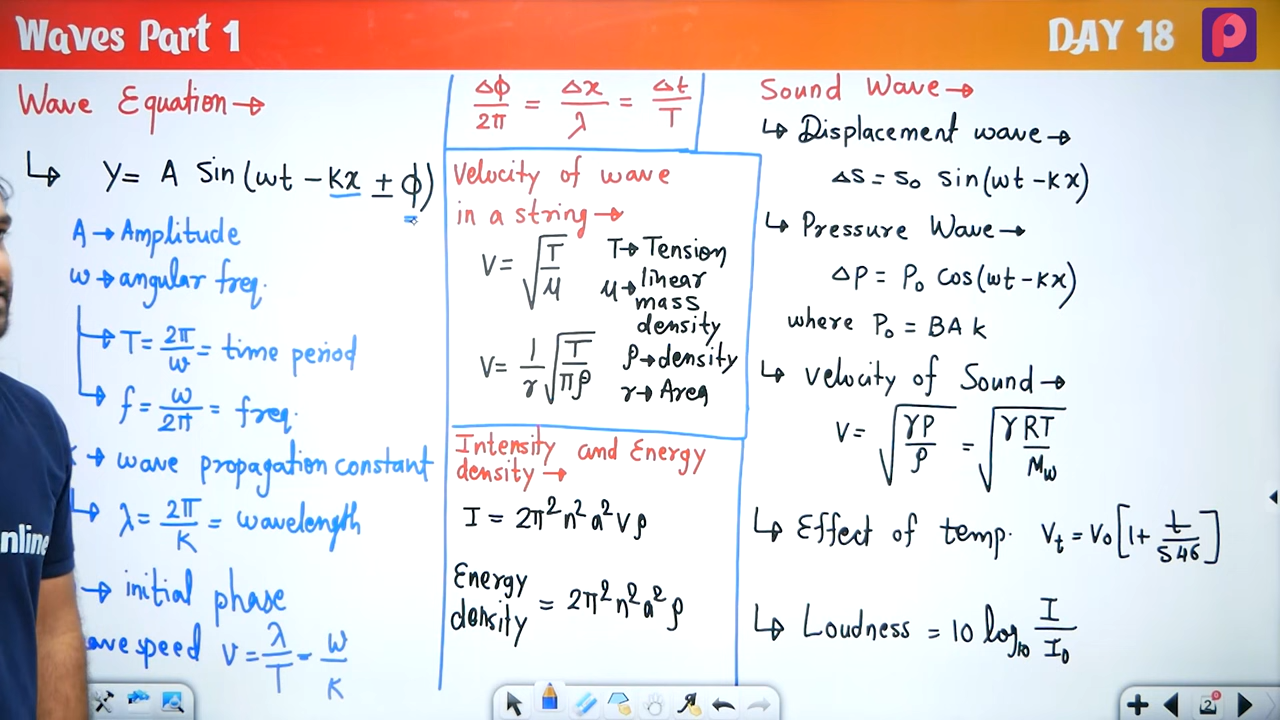 Waves Part 1
DAY 18
Wave Equation →
↳ Y = A Sin (ωt - Kx ± ϕ)
A → Amplitude
ω → angular freq.
→ T = 2π/ω = time period
→ f = ω/2π = freq.
→ wave propagation constant
↳ λ = 2π/K = wavelength
→ initial phase
ave speed V = λ/T - ω/K
nline
Δϕ/2π = Δx/λ = Δt/T
Velocity of wave
in a string →
V = √(T/μ)
T → Tension
μ → linear
mass
density
V = 1/r √(T/πρ)
ρ → density
r → Area
Intensity and Energy
density →
I = 2π²n²a²Vρ
Energy
density = 2π²n²a²ρ
Sound Wave →
↳ Displacement wave →
ΔS = S₀ sin(ωt - Kx)
↳ Pressure Wave →
ΔP = P₀ cos(ωt - Kx)
where P₀ = BAK
↳ Velocity of Sound →
V = √(γP/ρ) = √(γRT/Mw)
↳ Effect of temp. Vt = V₀[1 + t/546]
↳ Loudness = 10 log₁₀ I/I₀
2